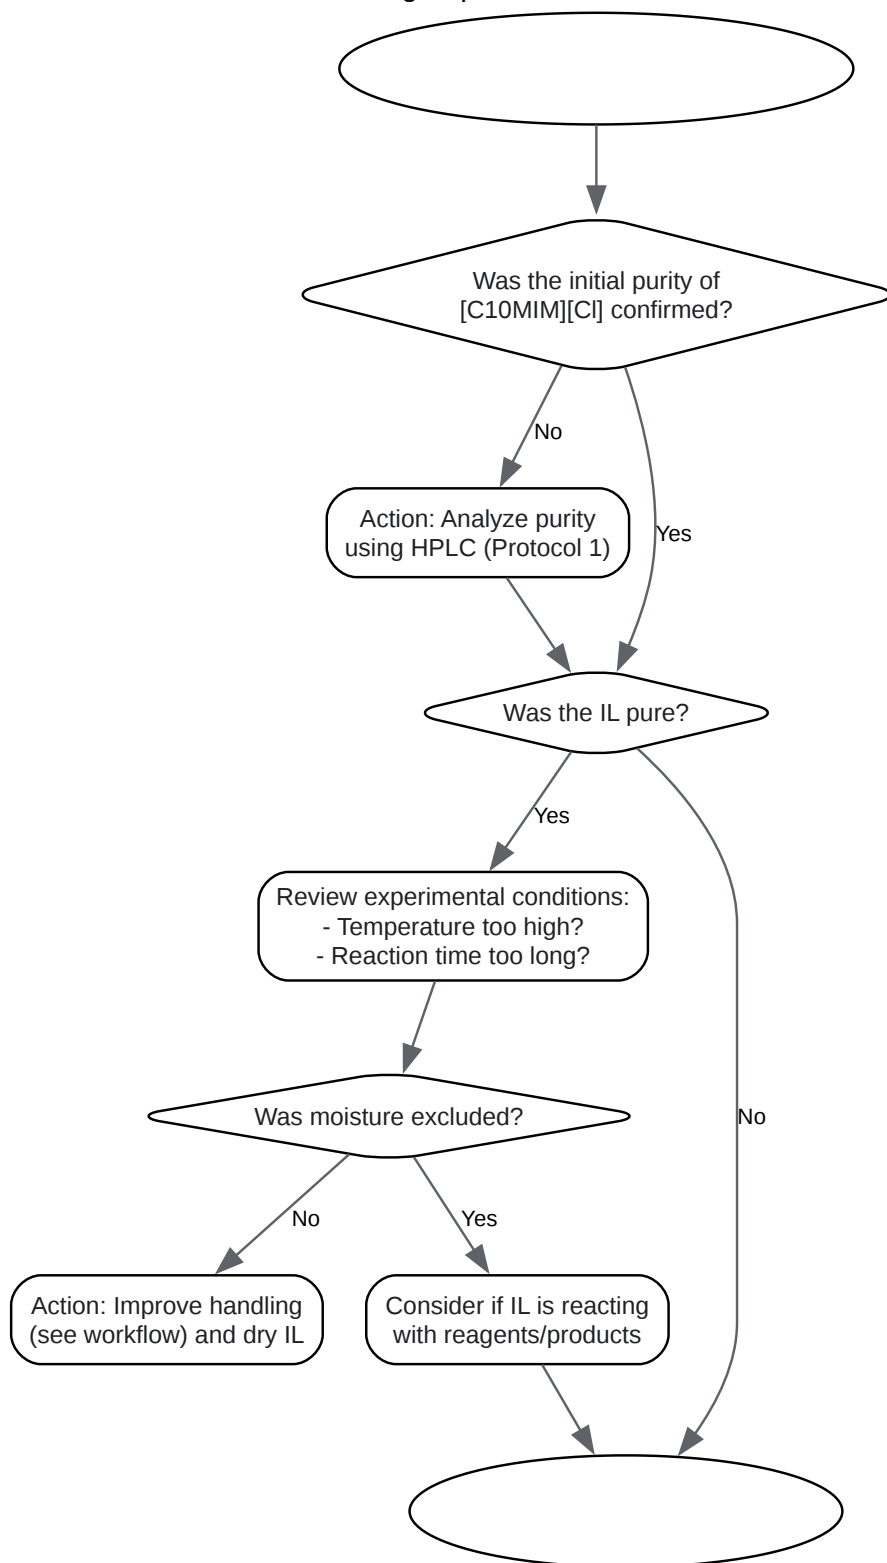 Was the initial purity of
[C10MIM][Cl] confirmed?
No
Yes
Action: Analyze purity
using HPLC (Protocol 1)
Was the IL pure?
Yes
No
Review experimental conditions:
- Temperature too high?
- Reaction time too long?
Was moisture excluded?
No
Yes
Action: Improve handling
(see workflow) and dry IL
Consider if IL is reacting
with reagents/products